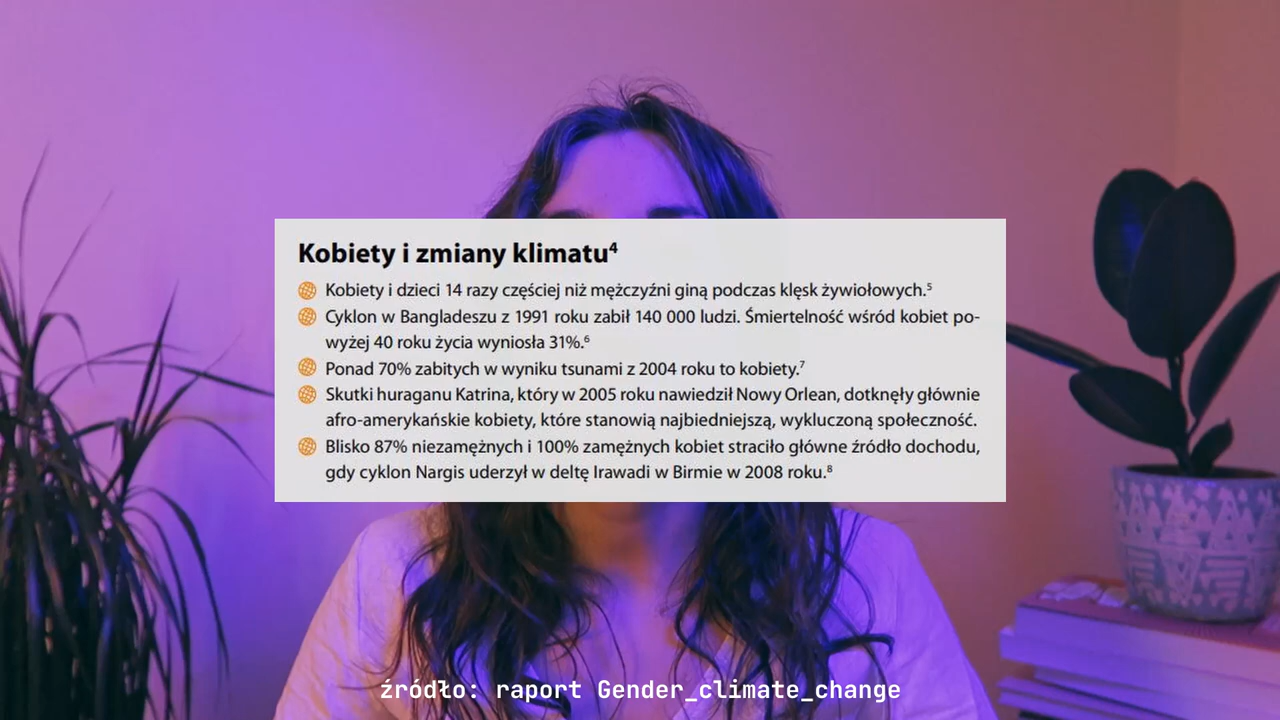 Kobiety i zmiany klimatu⁴
Kobiety i dzieci 14 razy częściej niż mężczyźni giną podczas klęsk żywiołowych.⁵
Cyklon w Bangladeszu z 1991 roku zabił 140 000 ludzi. Śmiertelność wśród kobiet po-
wyżej 40 roku życia wyniosła 31%.⁶
Ponad 70% zabitych w wyniku tsunami z 2004 roku to kobiety.⁷
Skutki huraganu Katrina, który w 2005 roku nawiedził Nowy Orlean, dotknęły głównie
afro-amerykańskie kobiety, które stanowią najbiedniejszą, wykluczoną społeczność.
Blisko 87% niezamężnych i 100% zamężnych kobiet straciło główne źródło dochodu,
gdy cyklon Nargis uderzył w deltę Irawadi w Birmie w 2008 roku.⁸
źródło: raport Gender_climate_change